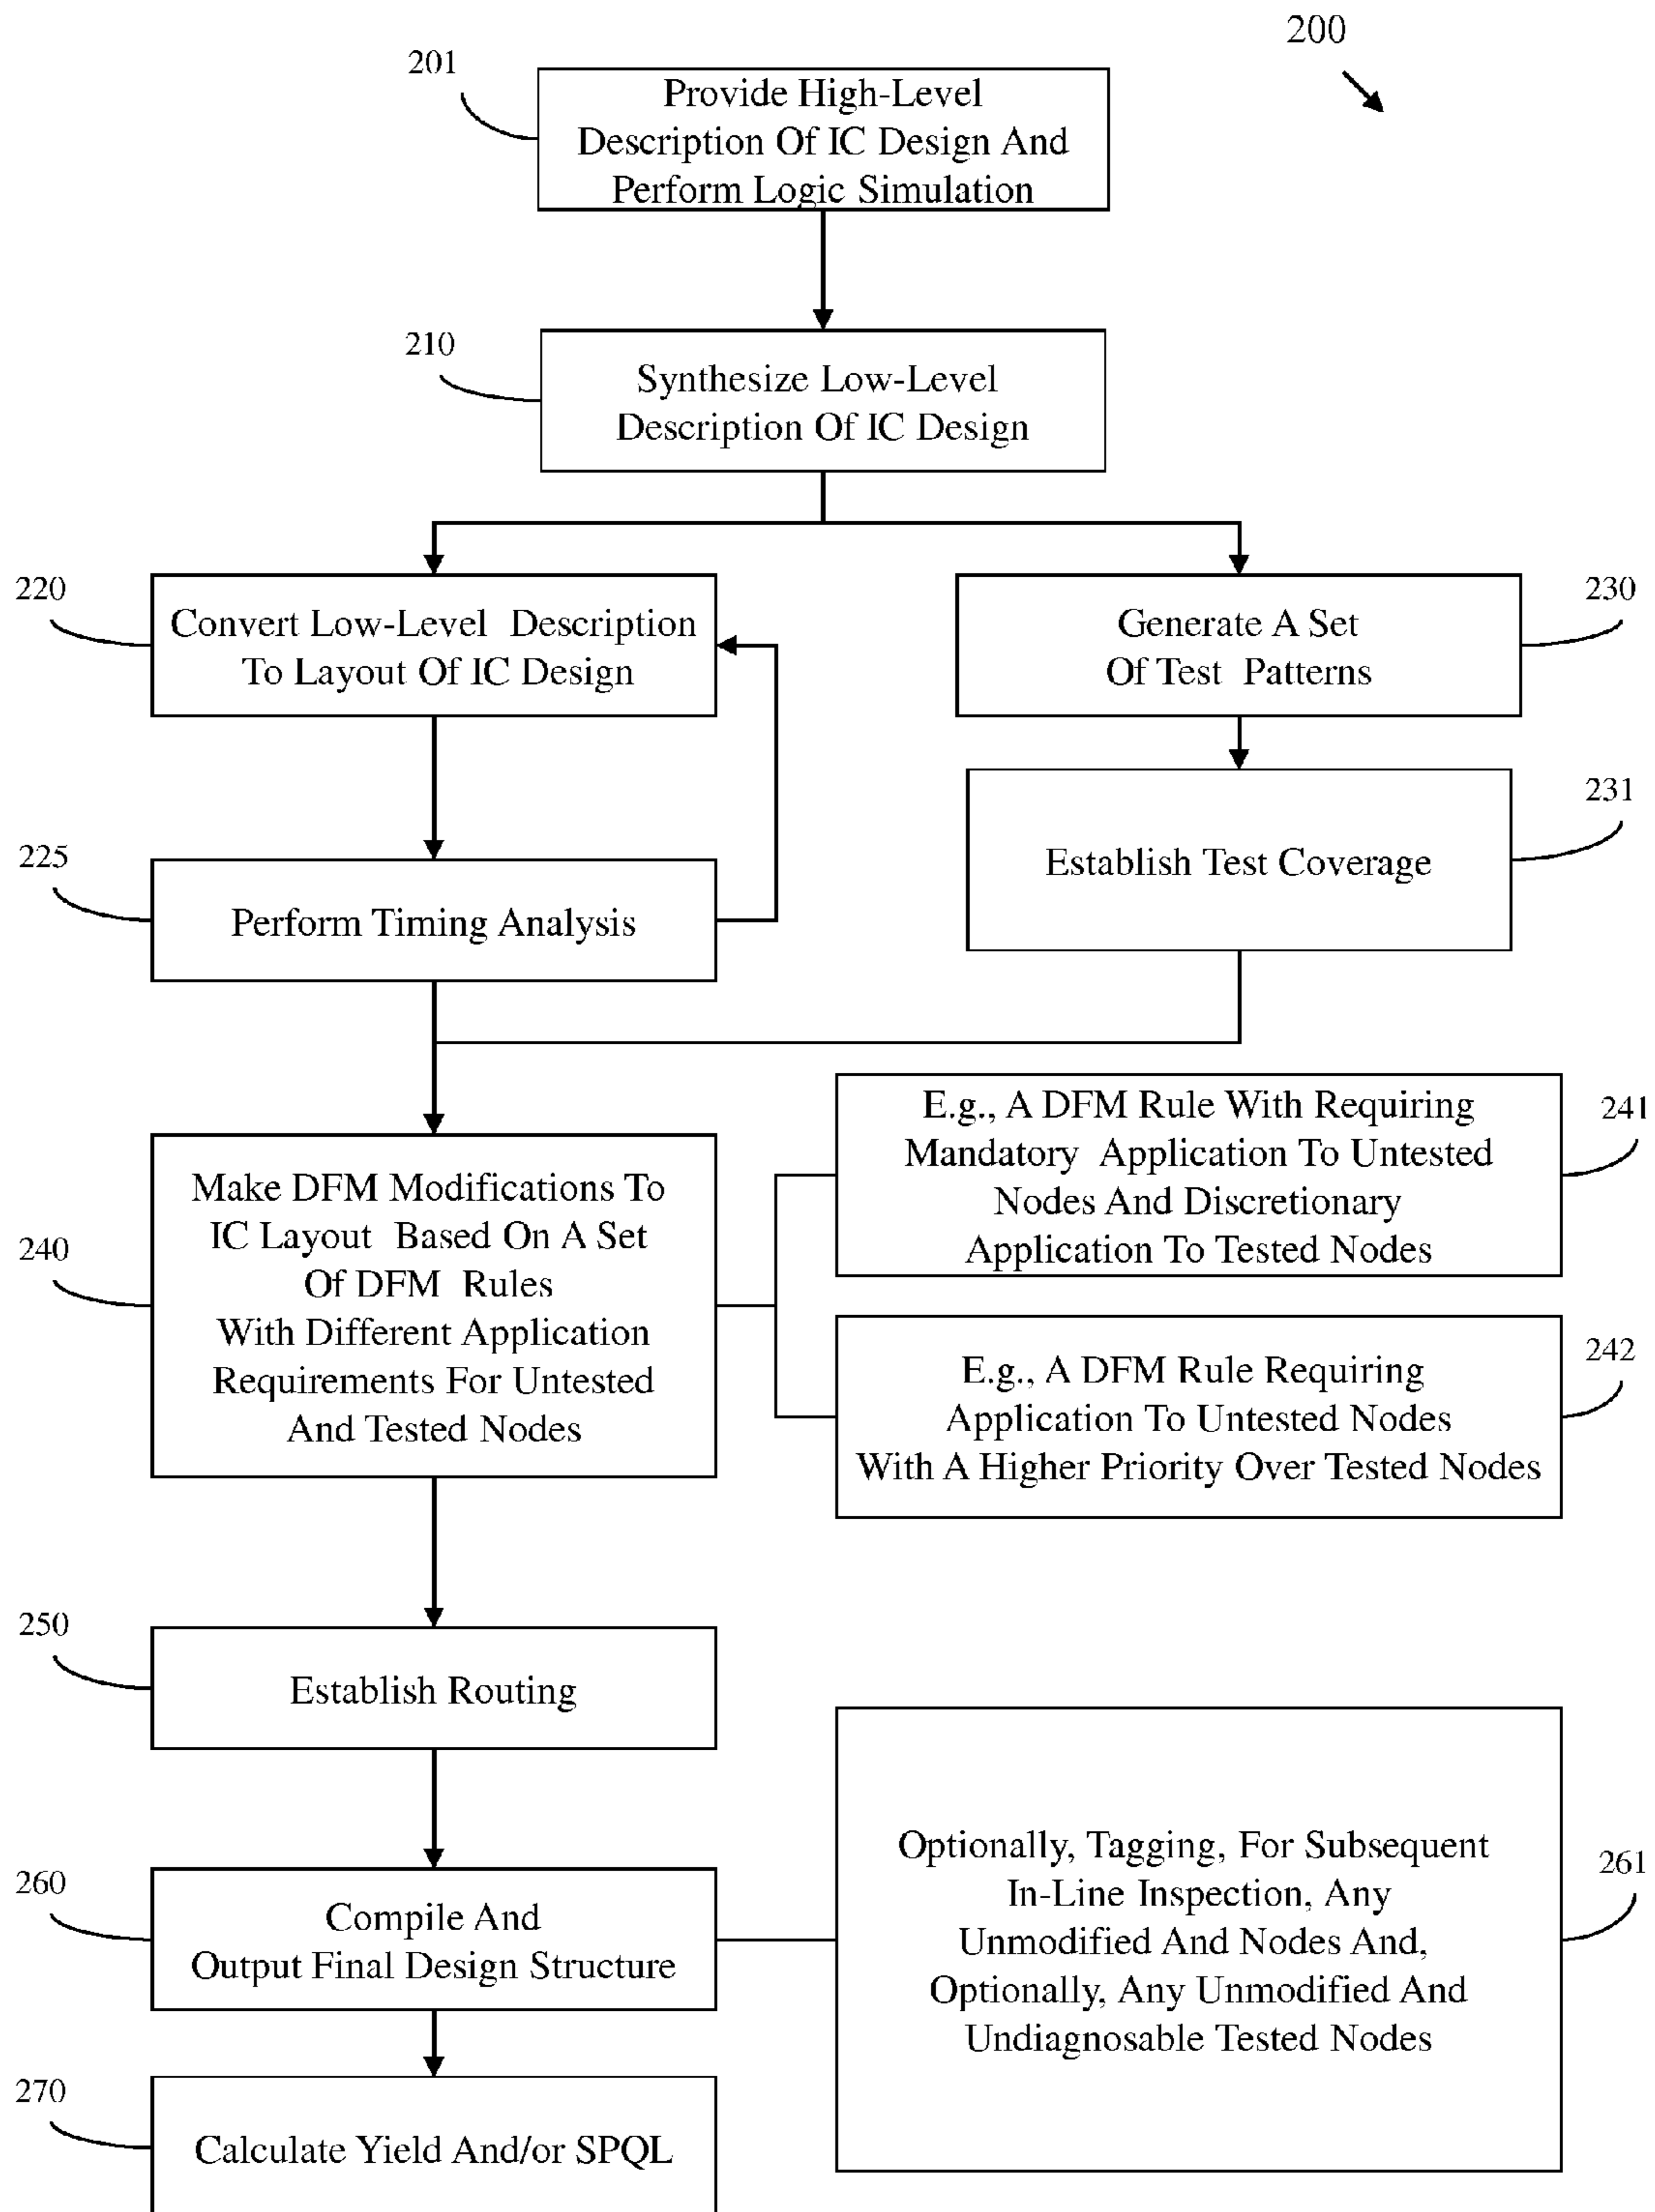 200
201
Provide High-Level
Description Of IC Design And
Perform Logic Simulation
210
Synthesize Low-Level
Description Of IC Design
220
Convert Low-Level Description
To Layout Of IC Design
230
Generate A Set
Of Test Patterns
231
Establish Test Coverage
225
Perform Timing Analysis
240
Make DFM Modifications To
IC Layout Based On A Set
Of DFM Rules
With Different Application
Requirements For Untested
And Tested Nodes
241
E.g., A DFM Rule With Requiring
Mandatory Application To Untested
Nodes And Discretionary
Application To Tested Nodes
242
E.g., A DFM Rule Requiring
Application To Untested Nodes
With A Higher Priority Over Tested Nodes
250
Establish Routing
260
Compile And
Output Final Design Structure
261
Optionally, Tagging, For Subsequent
In-Line Inspection, Any
Unmodified And Nodes And,
Optionally, Any Unmodified And
Undiagnosable Tested Nodes
270
Calculate Yield And/or SPQL